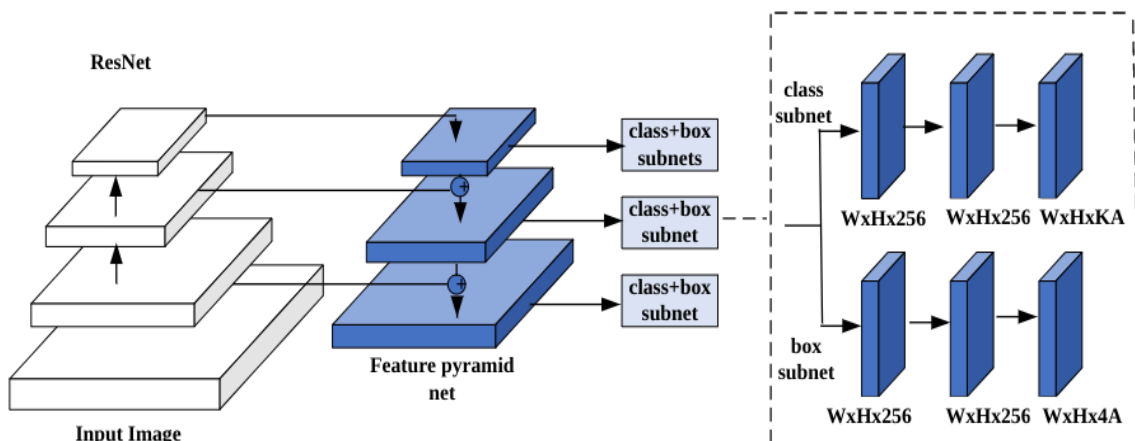 ResNet
class+box
subnets
class+box
subnet
class+box
subnet
+
+
Feature pyramid
net
Input Image
class
subnet
WxHx256
WxHx256
WxHxKA
box
subnet
WxHx256
WxHx256
WxHx4A